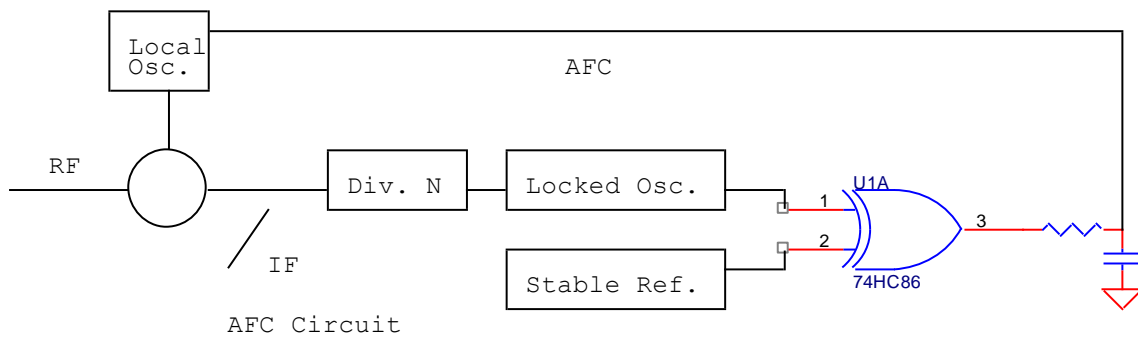 Local
Osc.
AFC
RF
Div. N
Locked Osc.
U1A
1
3
2
IF
Stable Ref.
74HC86
AFC Circuit